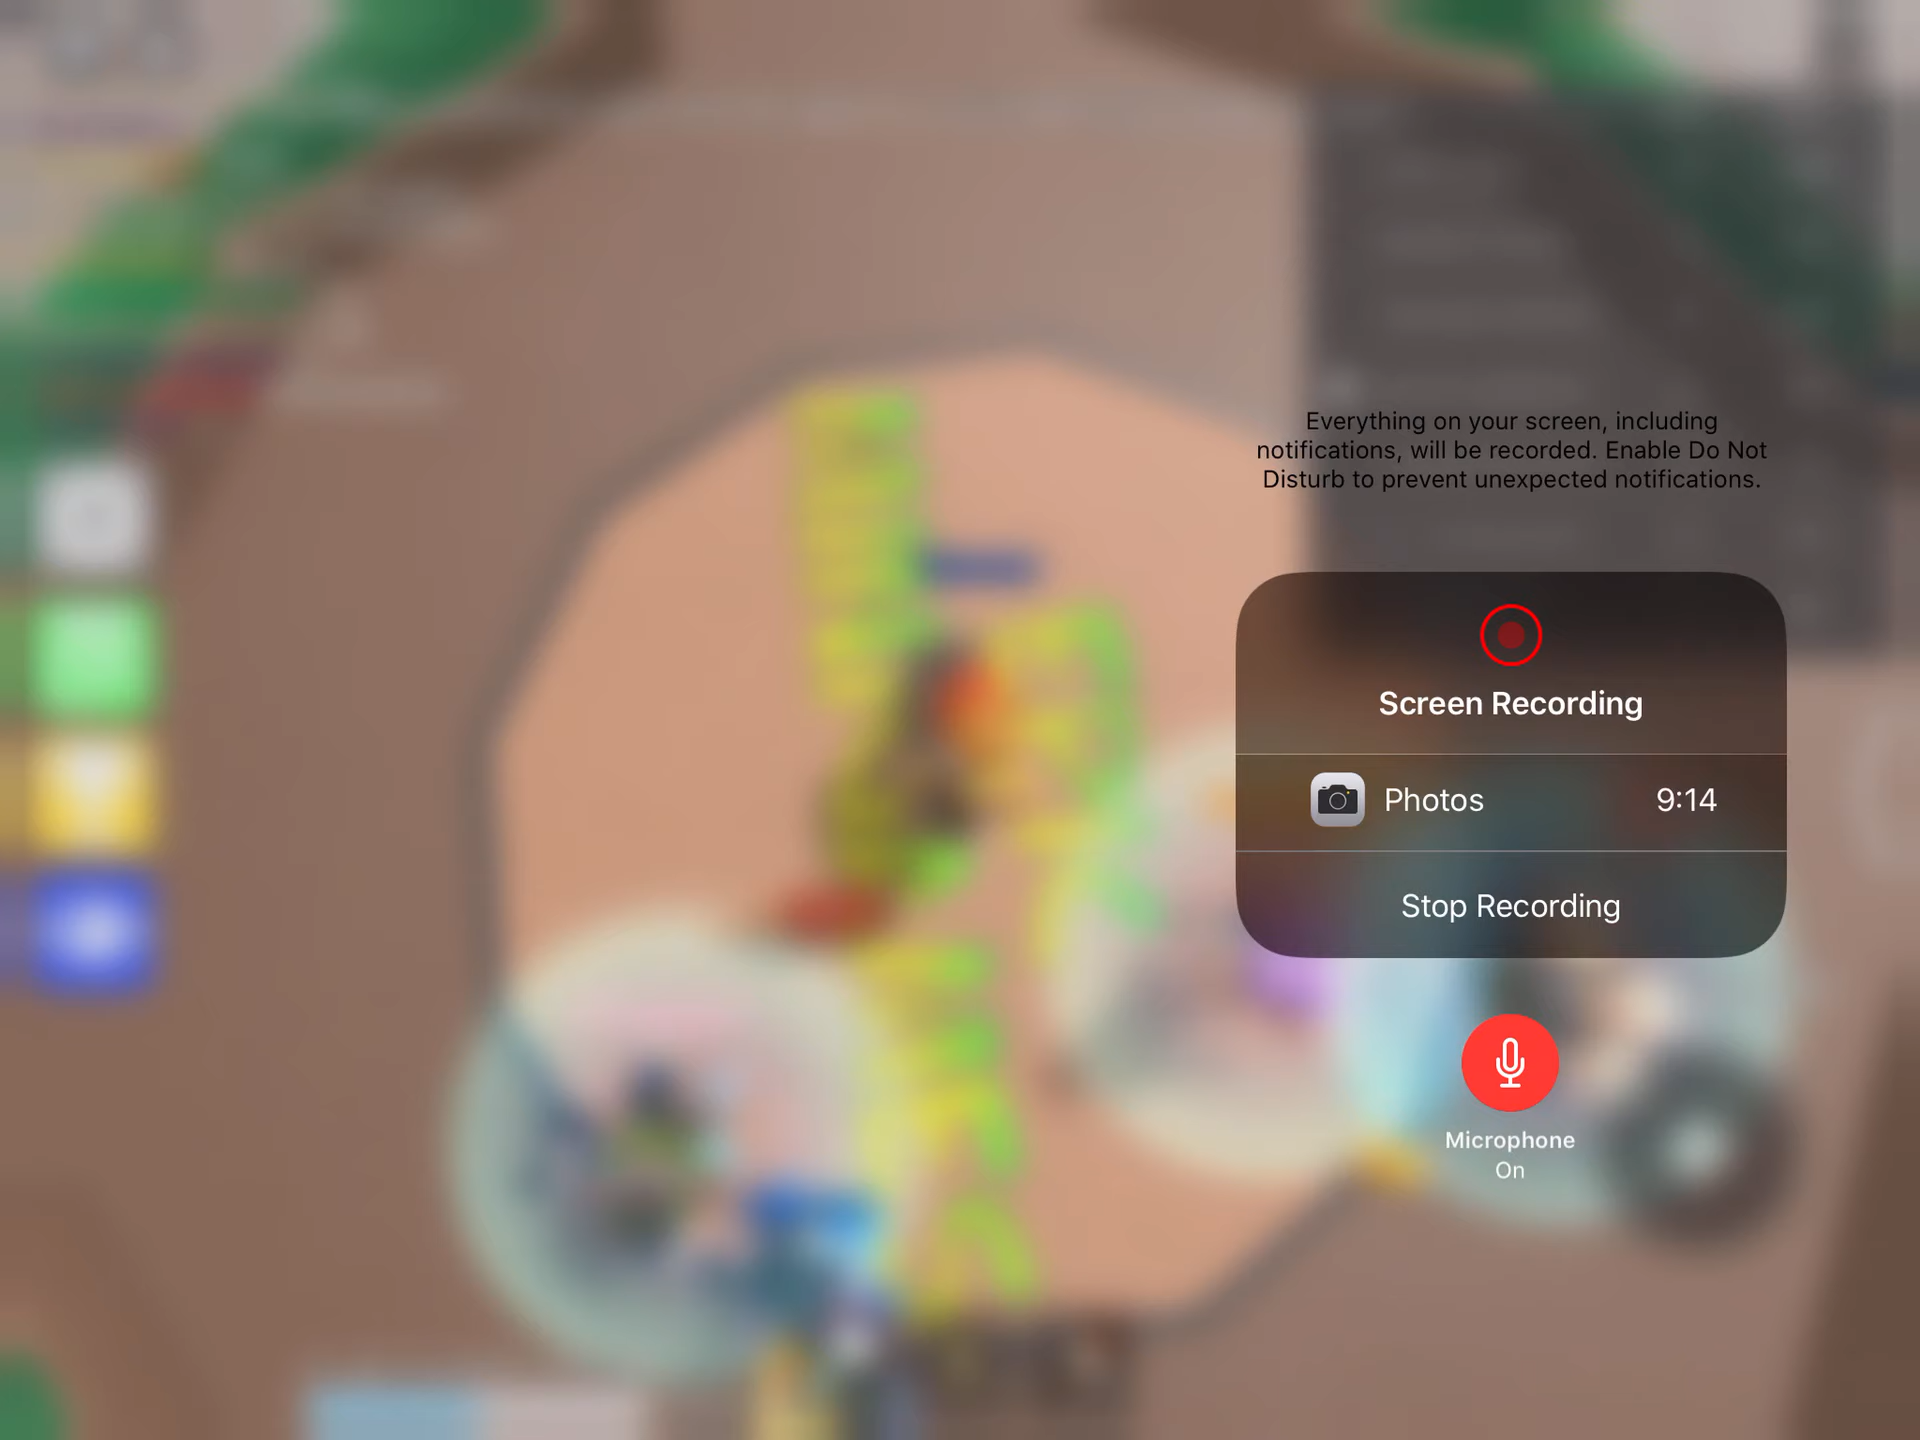 Everything on your screen, including
notifications, will be recorded. Enable Do Not
Disturb to prevent unexpected notifications.
Screen Recording
Photos 9:14
Stop Recording
Microphone
On